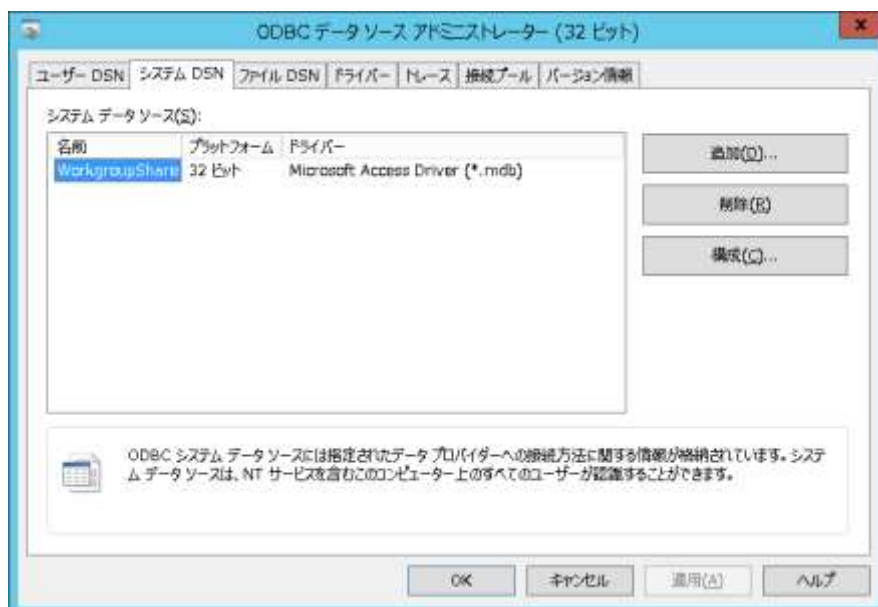 ODBC データ ソース アドミニストレーター (32 ビット)
x
ユーザー DSN システム DSN ファイル DSN ドライバー トレース 接続プール バージョン情報
システム データ ソース(S):
名前 プラットフォーム ドライバー
WorkgroupShare 32 ビット Microsoft Access Driver (*.mdb)
追加(D)...
削除(R)
構成(C)...
ODBC システム データ ソースには指定されたデータ プロバイダーへの接続方法に関する情報が格納されています。システ
ム データ ソースは、NT サービスを含むこのコンピューター上のすべてのユーザーが認識することができます。
OK キャンセル 適用(A) ヘルプ